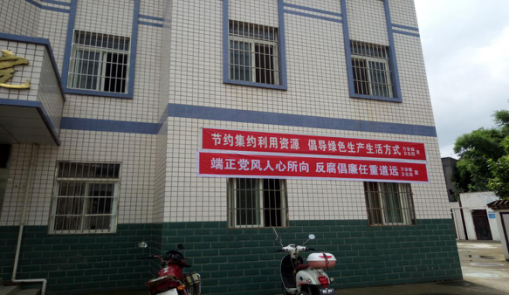 节约集约利用资源 倡导绿色生产生活方式
端正党风人心所向 反腐倡廉任重道远